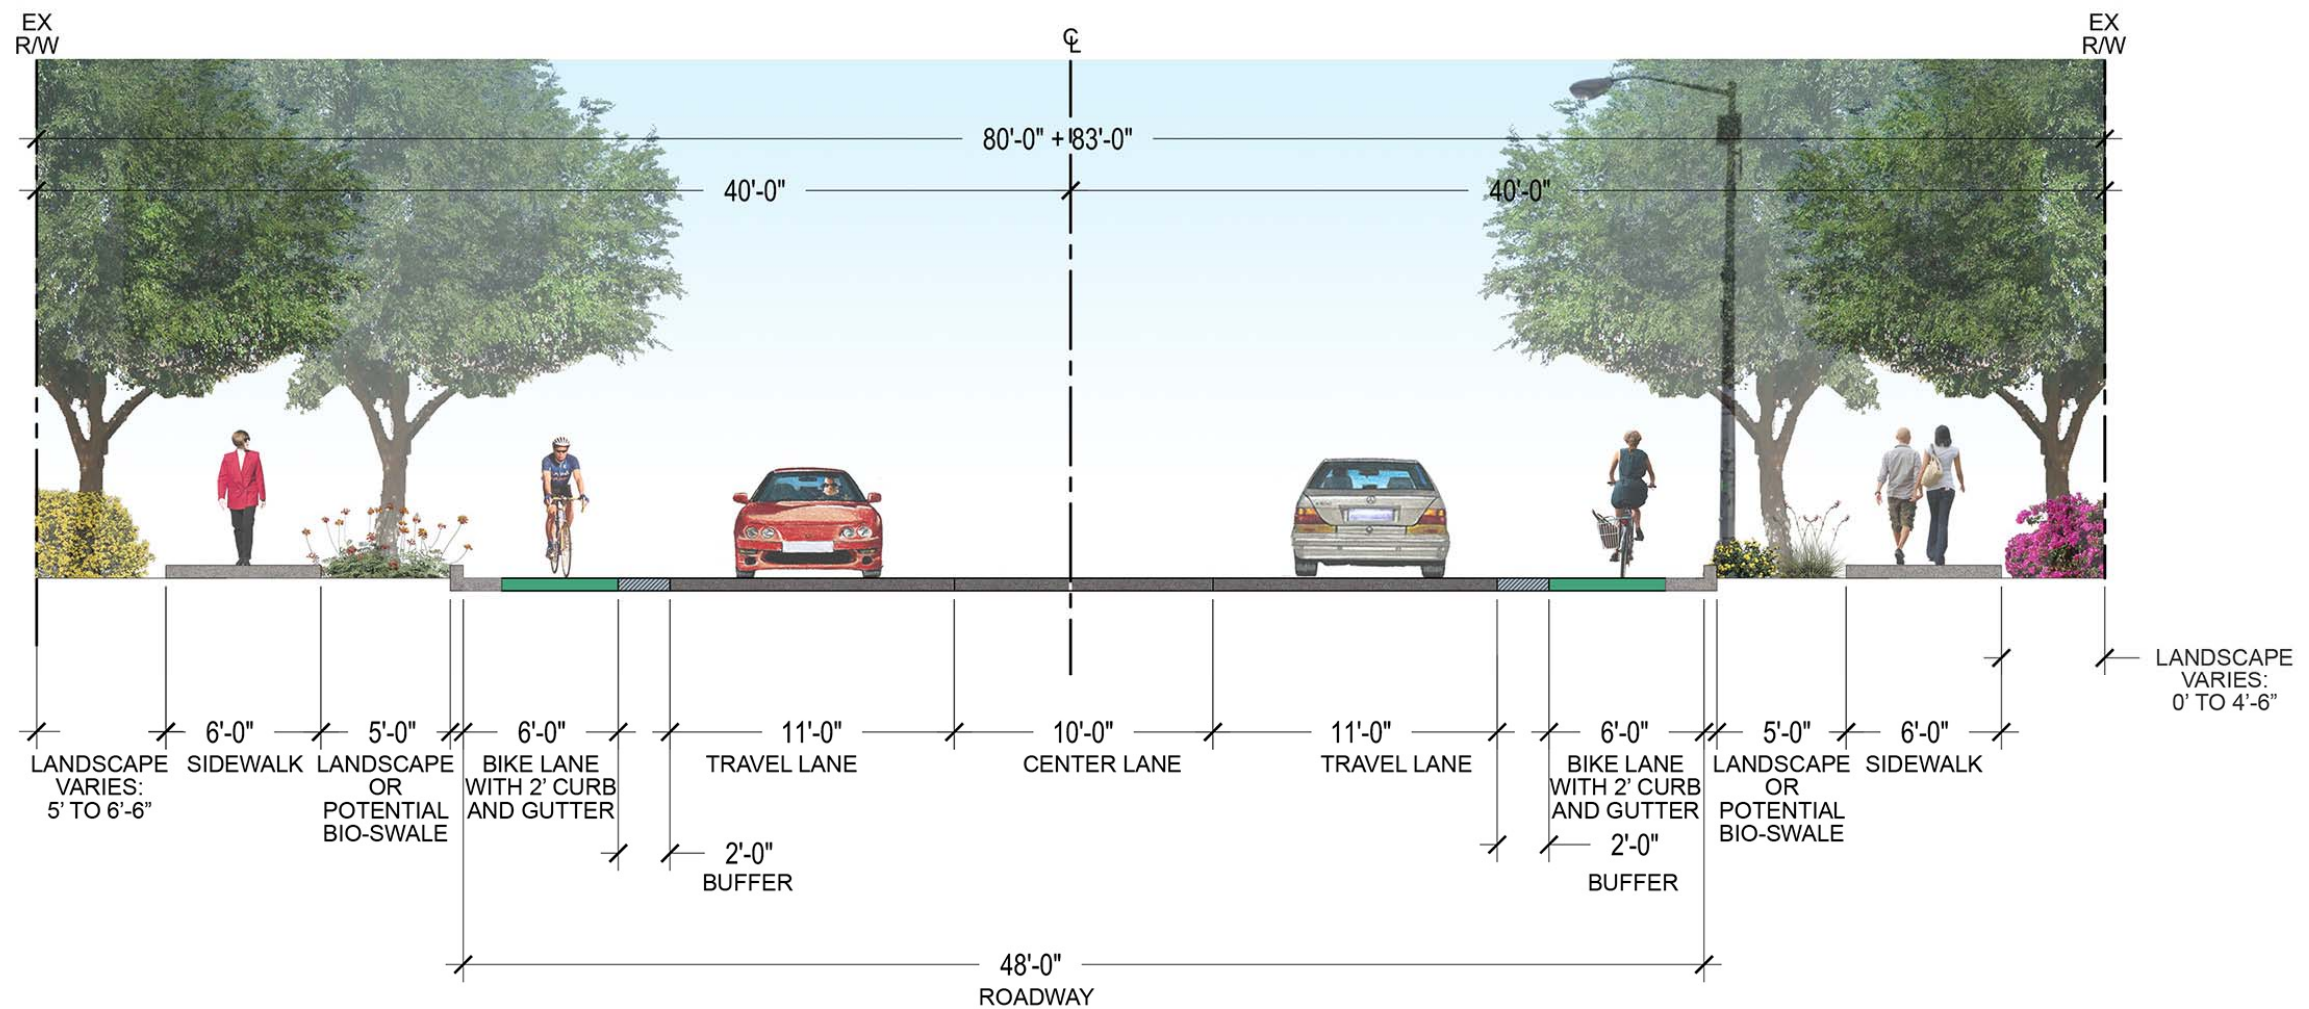 EX
R/W
℄
EX
R/W
80'-0" + 83'-0"
40'-0"
40'-0"
LANDSCAPE
VARIES:
0' TO 4'-6"
6'-0"
5'-0"
6'-0"
11'-0"
10'-0"
11'-0"
6'-0"
5'-0"
6'-0"
LANDSCAPE
VARIES:
5' TO 6'-6"
SIDEWALK
LANDSCAPE
OR
POTENTIAL
BIO-SWALE
BIKE LANE
WITH 2' CURB
AND GUTTER
TRAVEL LANE
CENTER LANE
TRAVEL LANE
BIKE LANE
WITH 2' CURB
AND GUTTER
LANDSCAPE
OR
POTENTIAL
BIO-SWALE
SIDEWALK
2'-0"
BUFFER
2'-0"
BUFFER
48'-0"
ROADWAY